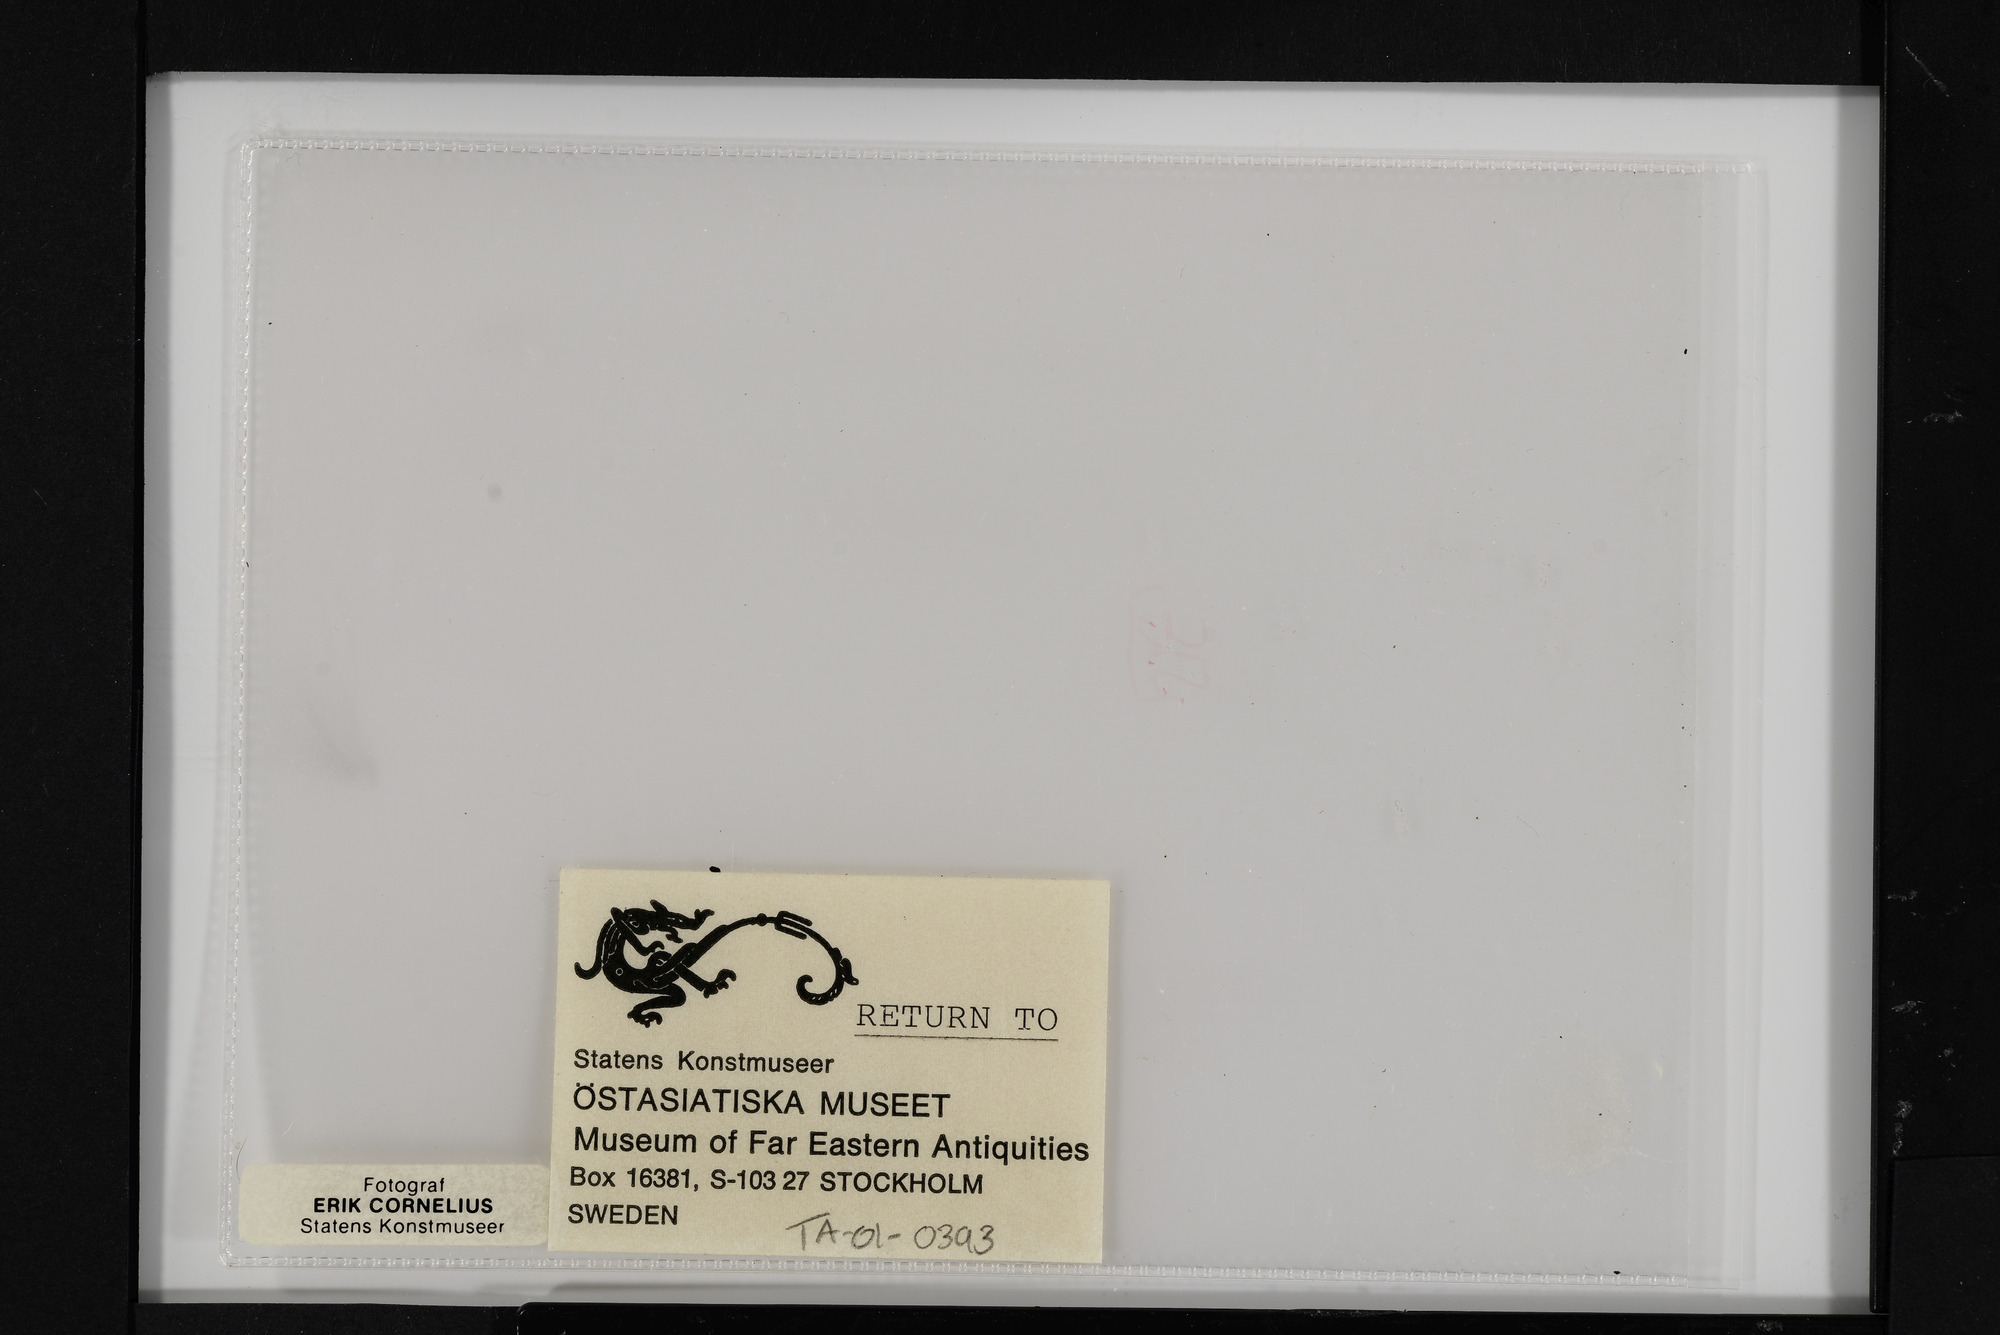 RETURN TO
Statens Konstmuseer
ÖSTASIATISKA MUSEET
Museum of Far Eastern Antiquities
Box 16381, S-103 27 STOCKHOLM
SWEDEN
TA-01-0393
Fotograf
ERIK CORNELIUS
Statens Konstmuseer